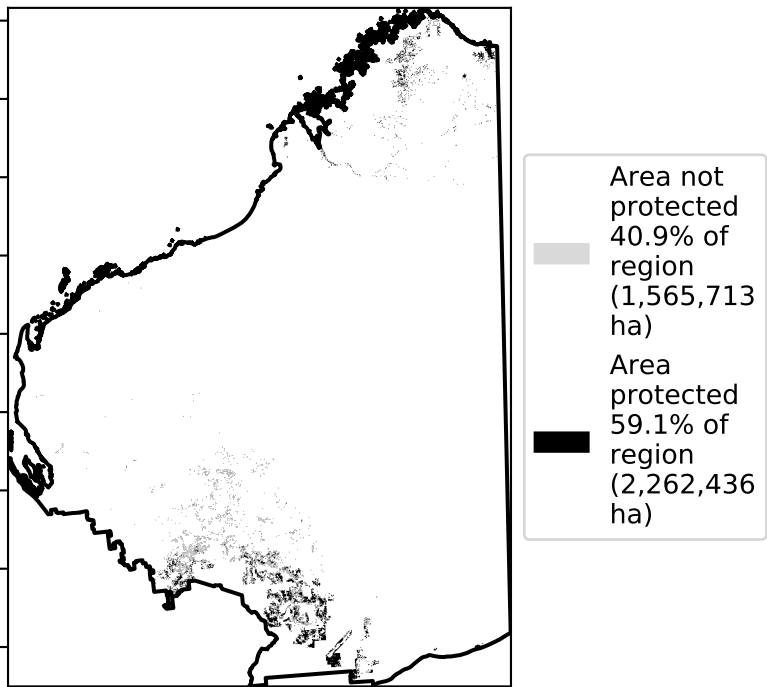 Area not
protected
40.9% of
region
(1,565,713
ha)
Area
protected
59.1% of
region
(2,262,436
ha)